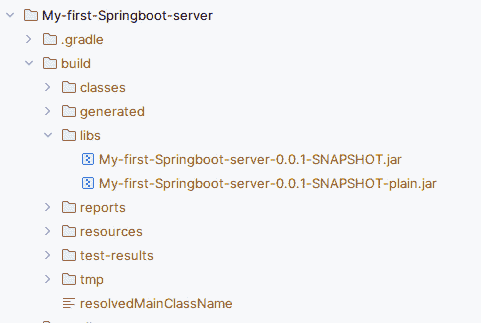 My-first-Springboot-server
.gradle
build
classes
generated
libs
My-first-Springboot-server-0.0.1-SNAPSHOT.jar
My-first-Springboot-server-0.0.1-SNAPSHOT-plain.jar
reports
resources
test-results
tmp
resolvedMainClassName